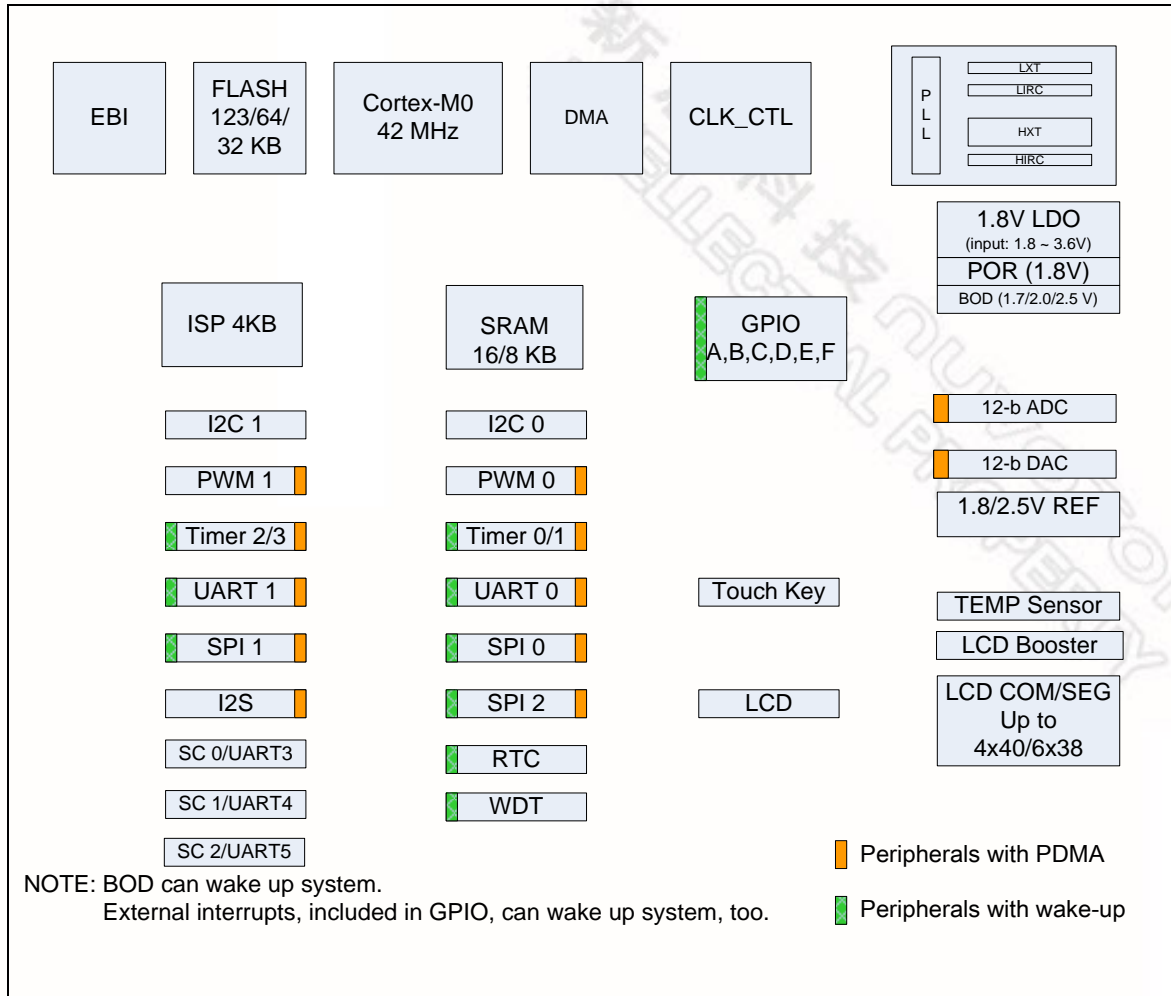 EBI
FLASH
123/64/
32 KB
Cortex-M0
42 MHz
DMA
CLK_CTL
P
L
L
LXT
LIRC
HXT
HIRC
1.8V LDO
(input: 1.8 ~ 3.6V)
POR (1.8V)
BOD (1.7/2.0/2.5 V)
ISP 4KB
SRAM
16/8 KB
GPIO
A,B,C,D,E,F
I2C 1
I2C 0
12-b ADC
PWM 1
PWM 0
12-b DAC
1.8/2.5V REF
Timer 2/3
Timer 0/1
UART 1
UART 0
Touch Key
TEMP Sensor
SPI 1
SPI 0
LCD Booster
I2S
SPI 2
LCD
LCD COM/SEG
Up to
4x40/6x38
SC 0/UART3
RTC
SC 1/UART4
WDT
SC 2/UART5
Peripherals with PDMA
NOTE: BOD can wake up system.
External interrupts, included in GPIO, can wake up system, too.
Peripherals with wake-up